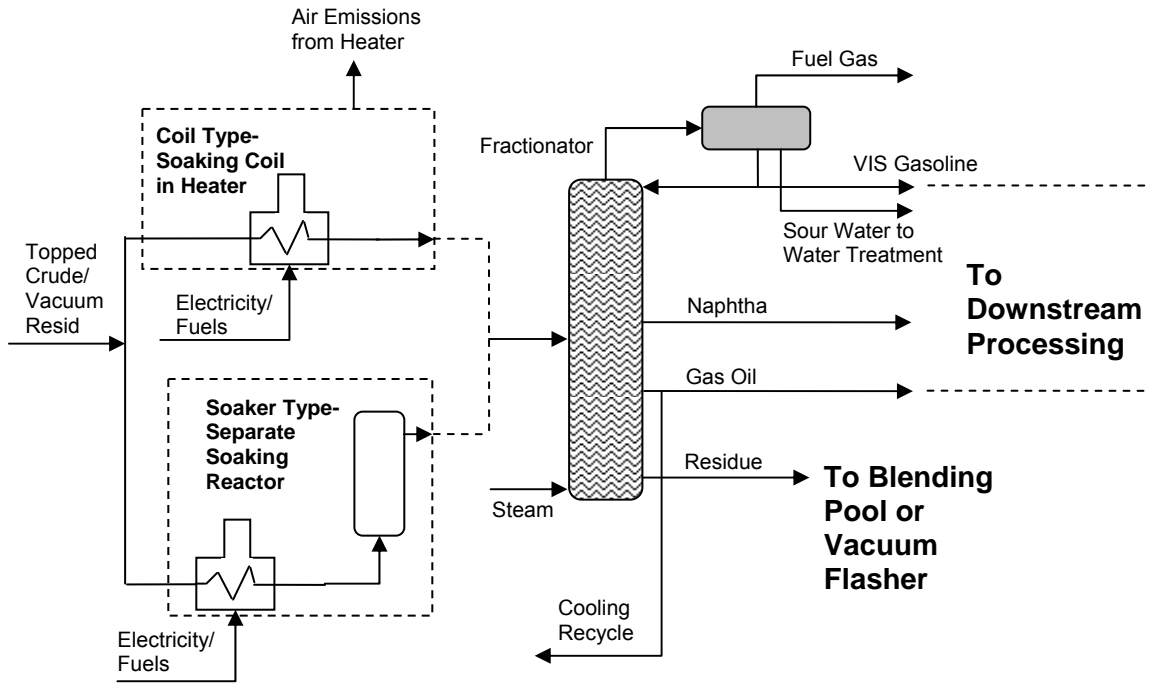 Air Emissions
from Heater
Fuel Gas
Coil Type-
Soaking Coil
in Heater
Fractionator
VIS Gasoline
Sour Water to
Water Treatment
Topped
Crude/
Vacuum
Resid
Electricity/
Fuels
Naphtha
To
Downstream
Processing
Gas Oil
Soaker Type-
Separate
Soaking
Reactor
Residue
Steam
To Blending
Pool or
Vacuum
Flasher
Cooling
Recycle
Electricity/
Fuels